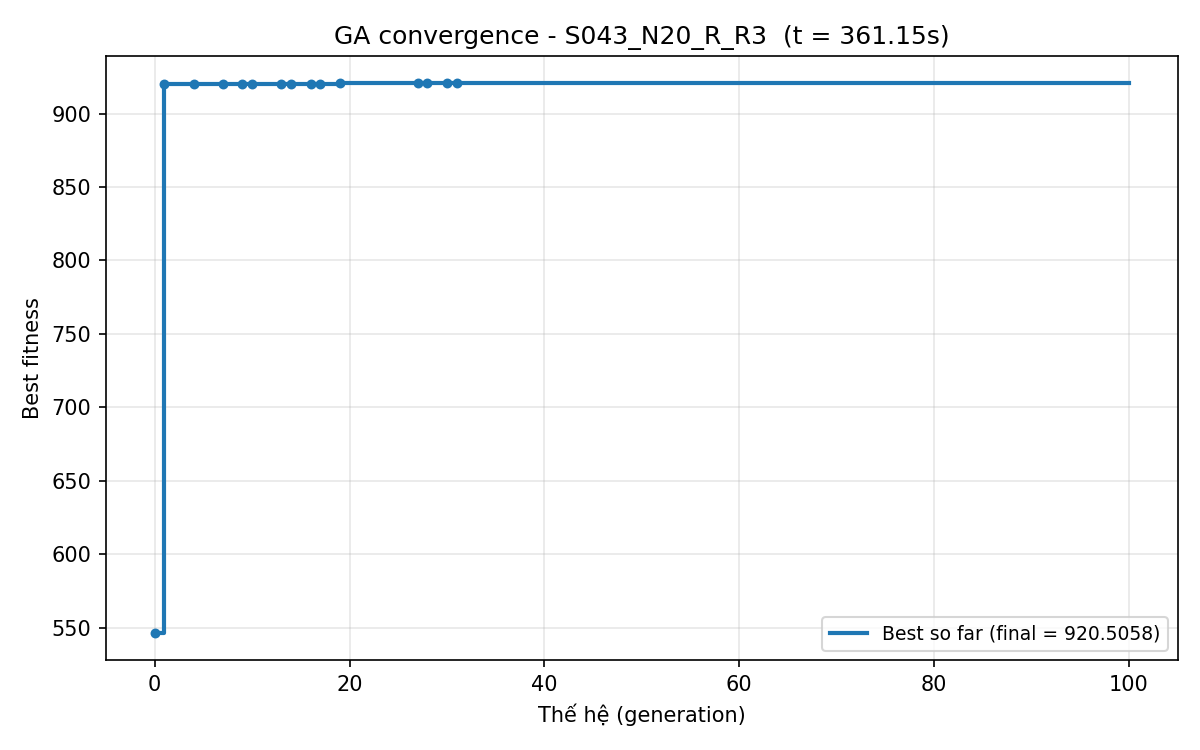 GA convergence - S043_N20_R_R3 (t = 361.15s)
Best fitness
900
850
800
750
700
650
600
550
0 20 40 60 80 100
Thế hệ (generation)
Best so far (final = 920.5058)